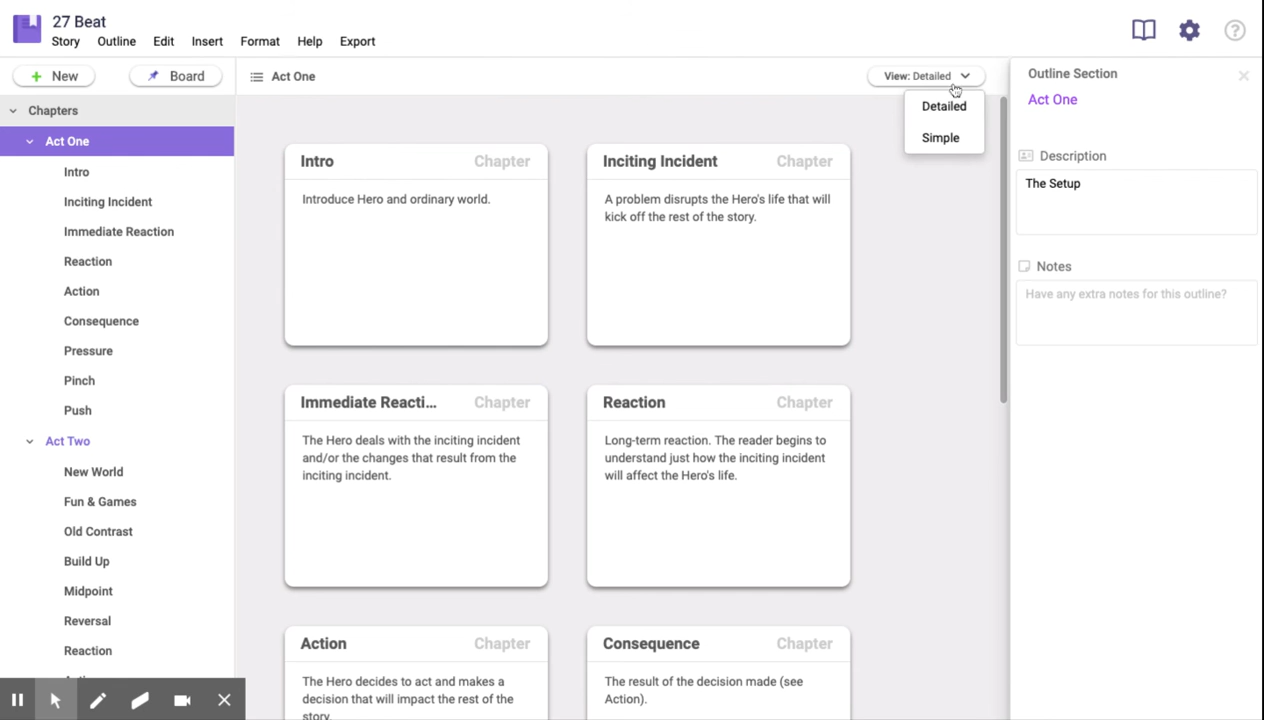 27 Beat
Story Outline Edit Insert Format Help Export
+ New
Board
Act One
View: Detailed
Detailed
Simple
Chapters
Act One
Intro
Inciting Incident
Immediate Reaction
Reaction
Action
Consequence
Pressure
Pinch
Push
Act Two
New World
Fun & Games
Old Contrast
Build Up
Midpoint
Reversal
Reaction
Intro Chapter
Introduce Hero and ordinary world.
Inciting Incident Chapter
A problem disrupts the Hero's life that will
kick off the rest of the story.
Immediate Reacti... Chapter
The Hero deals with the inciting incident
and/or the changes that result from the
inciting incident.
Reaction Chapter
Long-term reaction. The reader begins to
understand just how the inciting incident
will affect the Hero's life.
Action Chapter
The Hero decides to act and makes a
decision that will impact the rest of the
story.
Consequence Chapter
The result of the decision made (see
Action).
Outline Section
Act One
Description
The Setup
Notes
Have any extra notes for this outline?